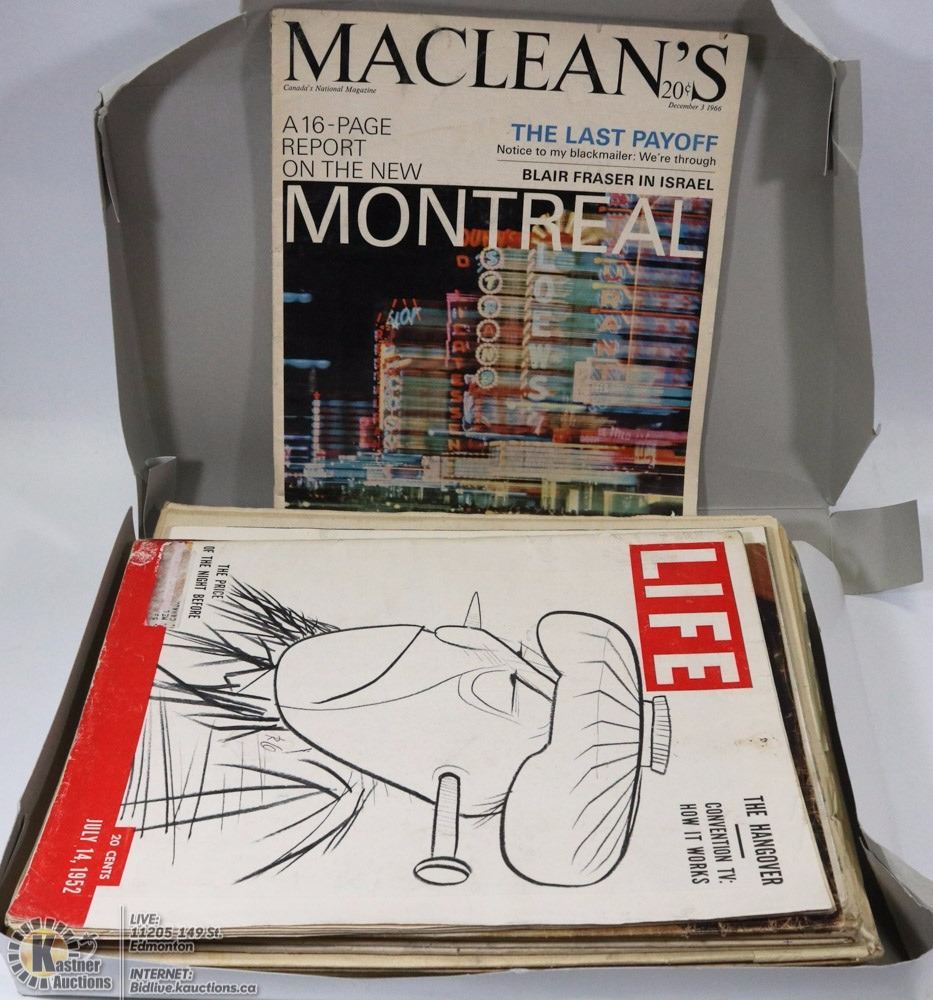 MACLEAN'S
Canada's National Magazine
20¢
December 3 1966
A 16-PAGE
REPORT
ON THE NEW
MONTREAL
THE LAST PAYOFF
Notice to my blackmailer: We're through
BLAIR FRASER IN ISRAEL
STRAND
LOEWS
LIFE
THE PRICE
OF THE NIGHT BEFORE
THE HANGOVER
CONVENTION TV:
HOW IT WORKS
20 CENTS
JULY 14, 1952
Kastner
Auctions
LIVE:
11205-149 St.
Edmonton
INTERNET:
Bidlive.kauctions.ca